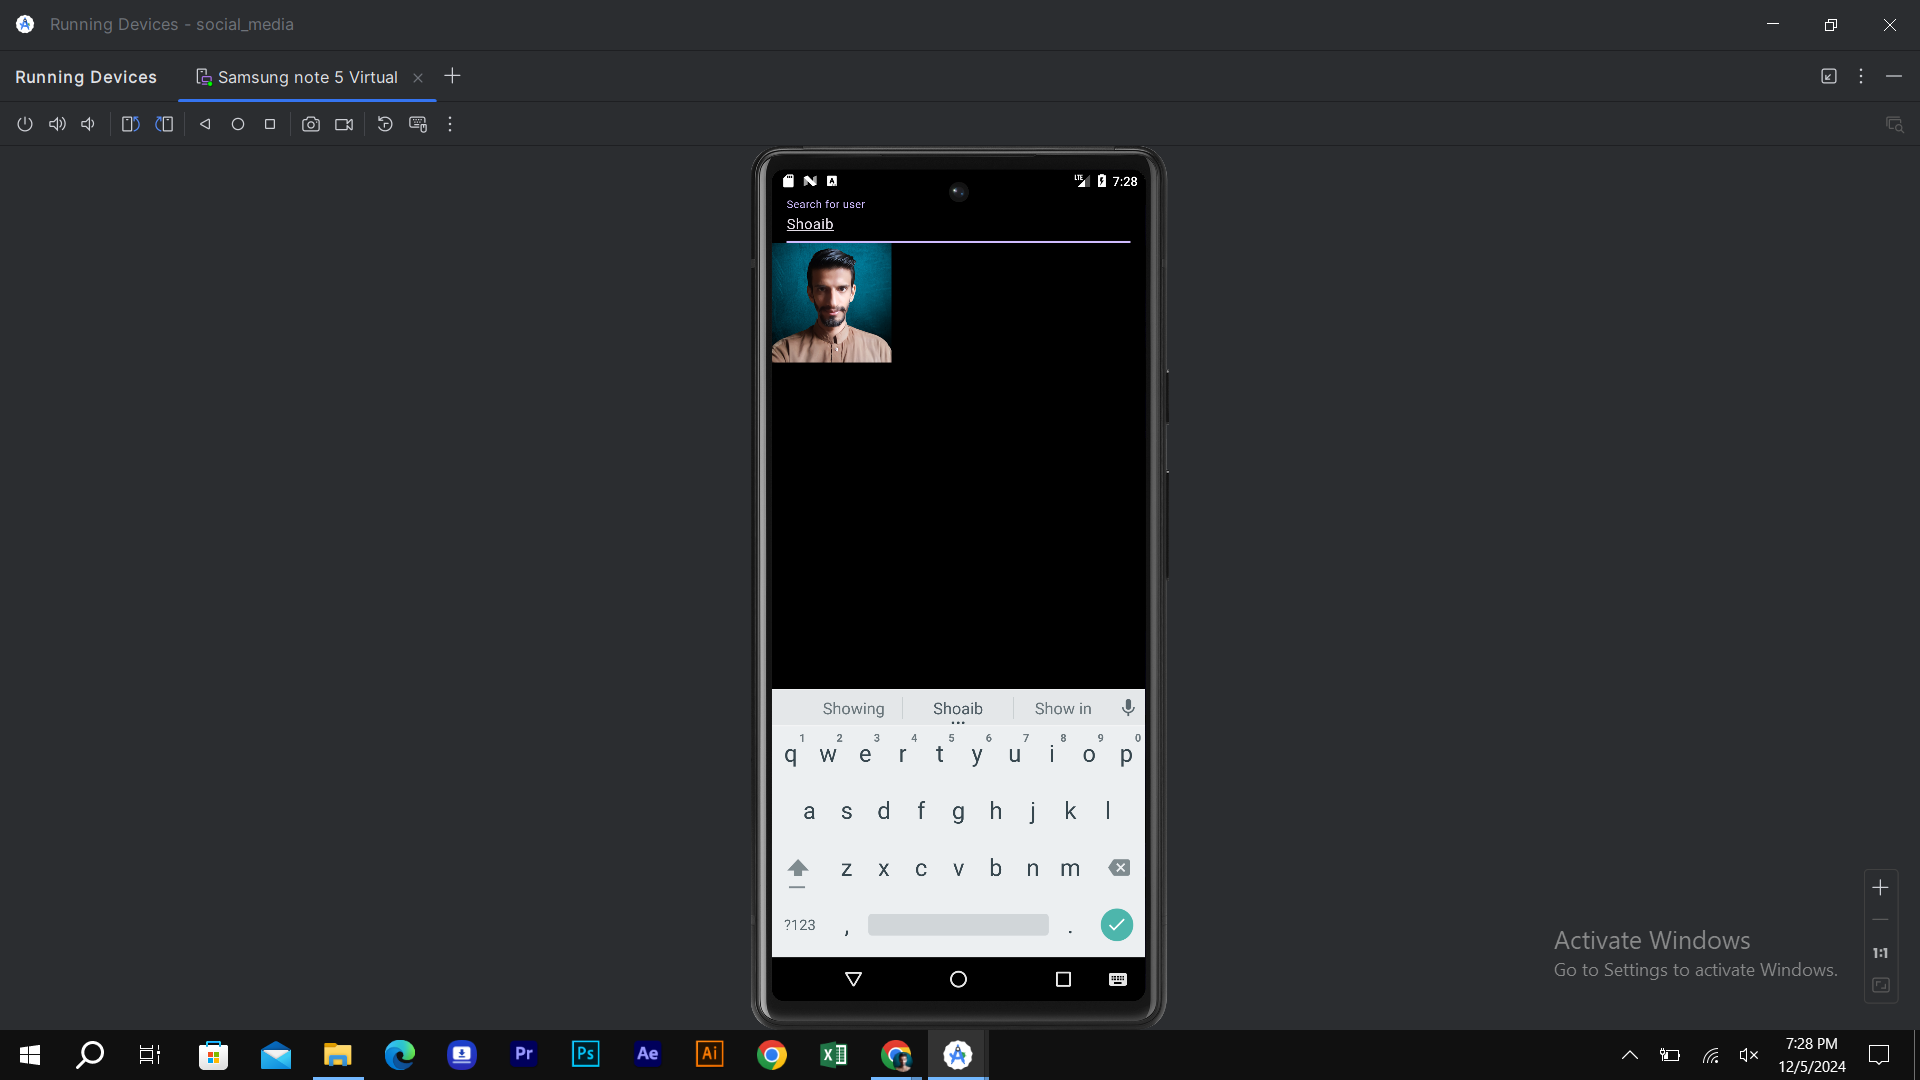 Running Devices - social_media
Running Devices
Samsung note 5 Virtual
LTE
7:28
Search for user
Shoaib
Showing
Shoaib
Show in
1 2 3 4 5 6 7 8 9 0
q w e r t y u i o p
a s d f g h j k l
z x c v b n m
?123 , .
1:1
Activate Windows
Go to Settings to activate Windows.
Pr
Ps
Ae
Ai
7:28 PM
12/5/2024